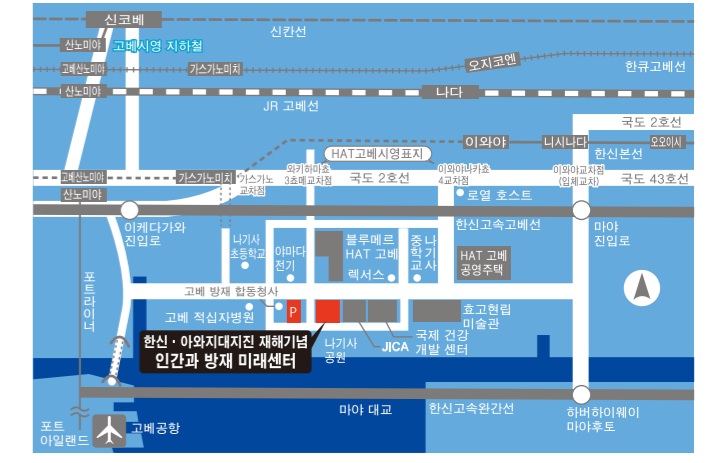 신코베
신칸선
산노미야
고베시영 지하철
고베산노미야
가스가노미치
오지코엔
한큐고베선
산노미야
나다
JR 고베선
국도 2호선
이와야
니시나다
오오이시
HAT고베시영표지
한신본선
고베산노미야
가스가노미치
가스가노
교차점
와키하마쵸
3쵸메교차점
국도 2호선
이와야나카쵸
4교차점
이와야교차점
(입체교차)
국도 43호선
산노미야
로열 호스트
이케다가와
진입로
한신고속고베선
마야
진입로
나기사
초등학교
야마다
전기
블루메르
HAT 고베
렉서스
나기사
중학교
HAT 고베
공영주택
포트라이너
고베 방재 합동청사
고베 적십자병원
P
효고현립
미술관
한신·아와지대지진 재해기념
인간과 방재 미래센터
나기사
공원
JICA
국제 건강
개발 센터
마야 대교
한신고속완간선
하버하이웨이
마야후토
포트
아일랜드
고베공항